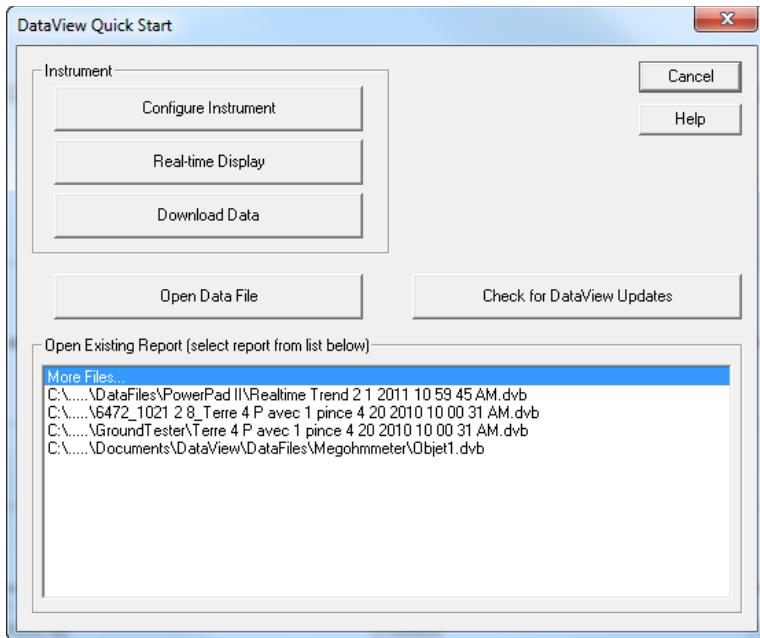 DataView Quick Start
Instrument
Cancel
Configure Instrument
Help
Real-time Display
Download Data
Open Data File
Check for DataView Updates
Open Existing Report (select report from list below)
More Files...
C:\.....\DataFiles\PowerPad II\Realtime Trend 2 1 2011 10 59 45 AM.dvb
C:\.....\6472_1021 2 8_Terre 4 P avec 1 pince 4 20 2010 10 00 31 AM.dvb
C:\.....\GroundTester\Terre 4 P avec 1 pince 4 20 2010 10 00 31 AM.dvb
C:\.....\Documents\DataView\DataFiles\Megohmmeter\Objet1.dvb